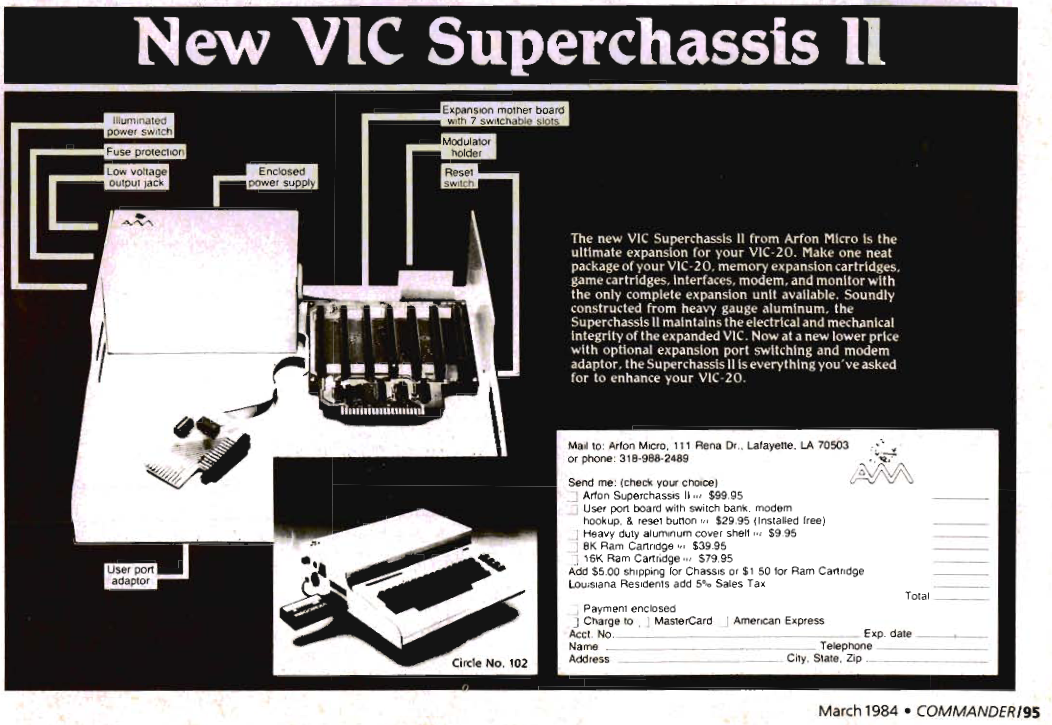 New VIC Superchassis II
Illuminated
power switch
Fuse protection
Low voltage
output jack
Enclosed
power supply
Expansion mother board
with 7 switchable slots
Modulator
holder
Reset
switch
The new VIC Superchassis II from Arfon Micro is the
ultimate expansion for your VIC-20. Make one neat
package of your VIC-20, memory expansion cartridges,
game cartridges, interfaces, modem, and monitor with
the only complete expansion unit available. Soundly
constructed from heavy gauge aluminum, the
Superchassis II maintains the electrical and mechanical
integrity of the expanded VIC. Now at a new lower price
with optional expansion port switching and modem
adaptor, the Superchassis II is everything you've asked
for to enhance your VIC-20.
User port
adaptor
Circle No. 102
Mail to: Arfon Micro, 111 Rena Dr., Lafayette, LA 70503
or phone: 318-988-2489
AM
Send me: (check your choice)
Arfon Superchassis II $99.95
User port board with switch bank, modem
hookup, & reset button $29.95 (Installed free)
Heavy duty aluminum cover shelf $9.95
8K Ram Cartridge $39.95
16K Ram Cartridge $79.95
Add $5.00 shipping for Chassis or $1.50 for Ram Cartridge
Louisiana Residents add 5% Sales Tax
Total
Payment enclosed
Charge to MasterCard American Express
Acct. No. Exp. date
Name Telephone
Address City, State, Zip
March 1984 • COMMANDER/95